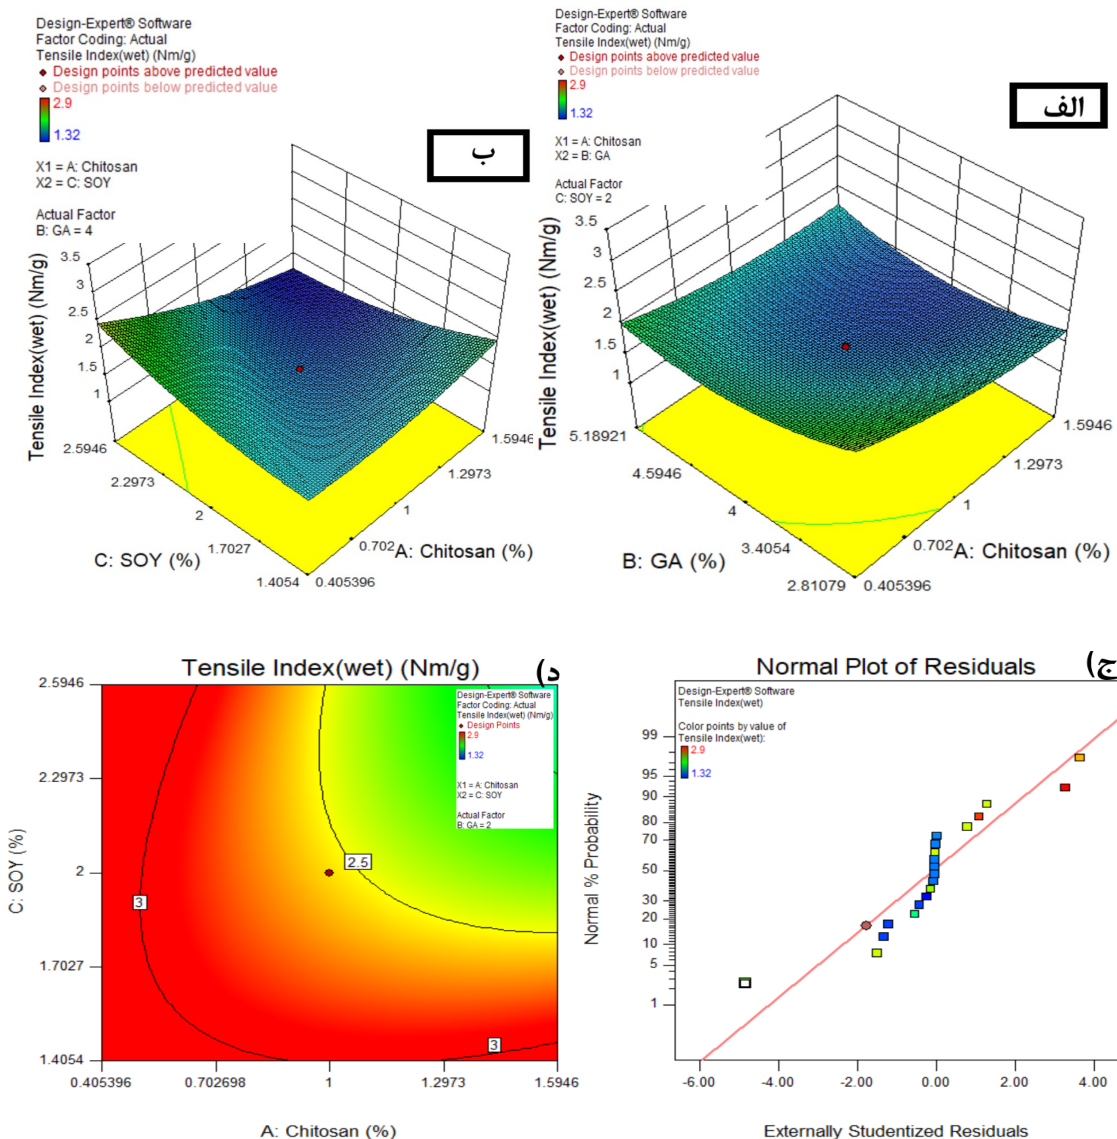 Design-Expert® Software
Factor Coding: Actual
Tensile Index(wet) (Nm/g)
Design points above predicted value
Design points below predicted value
2.9
1.32
X1 = A: Chitosan
X2 = C: SOY
Actual Factor
B: GA = 4
ب
3.5
3
2.5
2
1.5
1
Tensile Index(wet) (Nm/g)
2.5946
2.2973
2
1.7027
1.4054
C: SOY (%)
0.405396
0.702
1
1.2973
1.5946
A: Chitosan (%)
Design-Expert® Software
Factor Coding: Actual
Tensile Index(wet) (Nm/g)
Design points above predicted value
Design points below predicted value
2.9
1.32
X1 = A: Chitosan
X2 = B: GA
Actual Factor
C: SOY = 2
الف
3.5
3
2.5
2
1.5
1
Tensile Index(wet) (Nm/g)
5.18921
4.5946
4
3.4054
2.81079
B: GA (%)
0.405396
0.702
1
1.2973
1.5946
A: Chitosan (%)
Tensile Index(wet) (Nm/g)
د)
Design-Expert® Software
Factor Coding: Actual
Tensile Index(wet) (Nm/g)
Design Points
2.9
1.32
X1 = A: Chitosan
X2 = C: SOY
Actual Factor
B: GA = 2
2.5946
2.2973
2
1.7027
1.4054
C: SOY (%)
2.5
3
3
0.405396
0.702698
1
1.2973
1.5946
A: Chitosan (%)
Normal Plot of Residuals
ج)
Design-Expert® Software
Tensile Index(wet)
Color points by value of
Tensile Index(wet):
2.9
1.32
99
95
90
80
70
50
30
20
10
5
1
Normal % Probability
-6.00
-4.00
-2.00
0.00
2.00
4.00
Externally Studentized Residuals